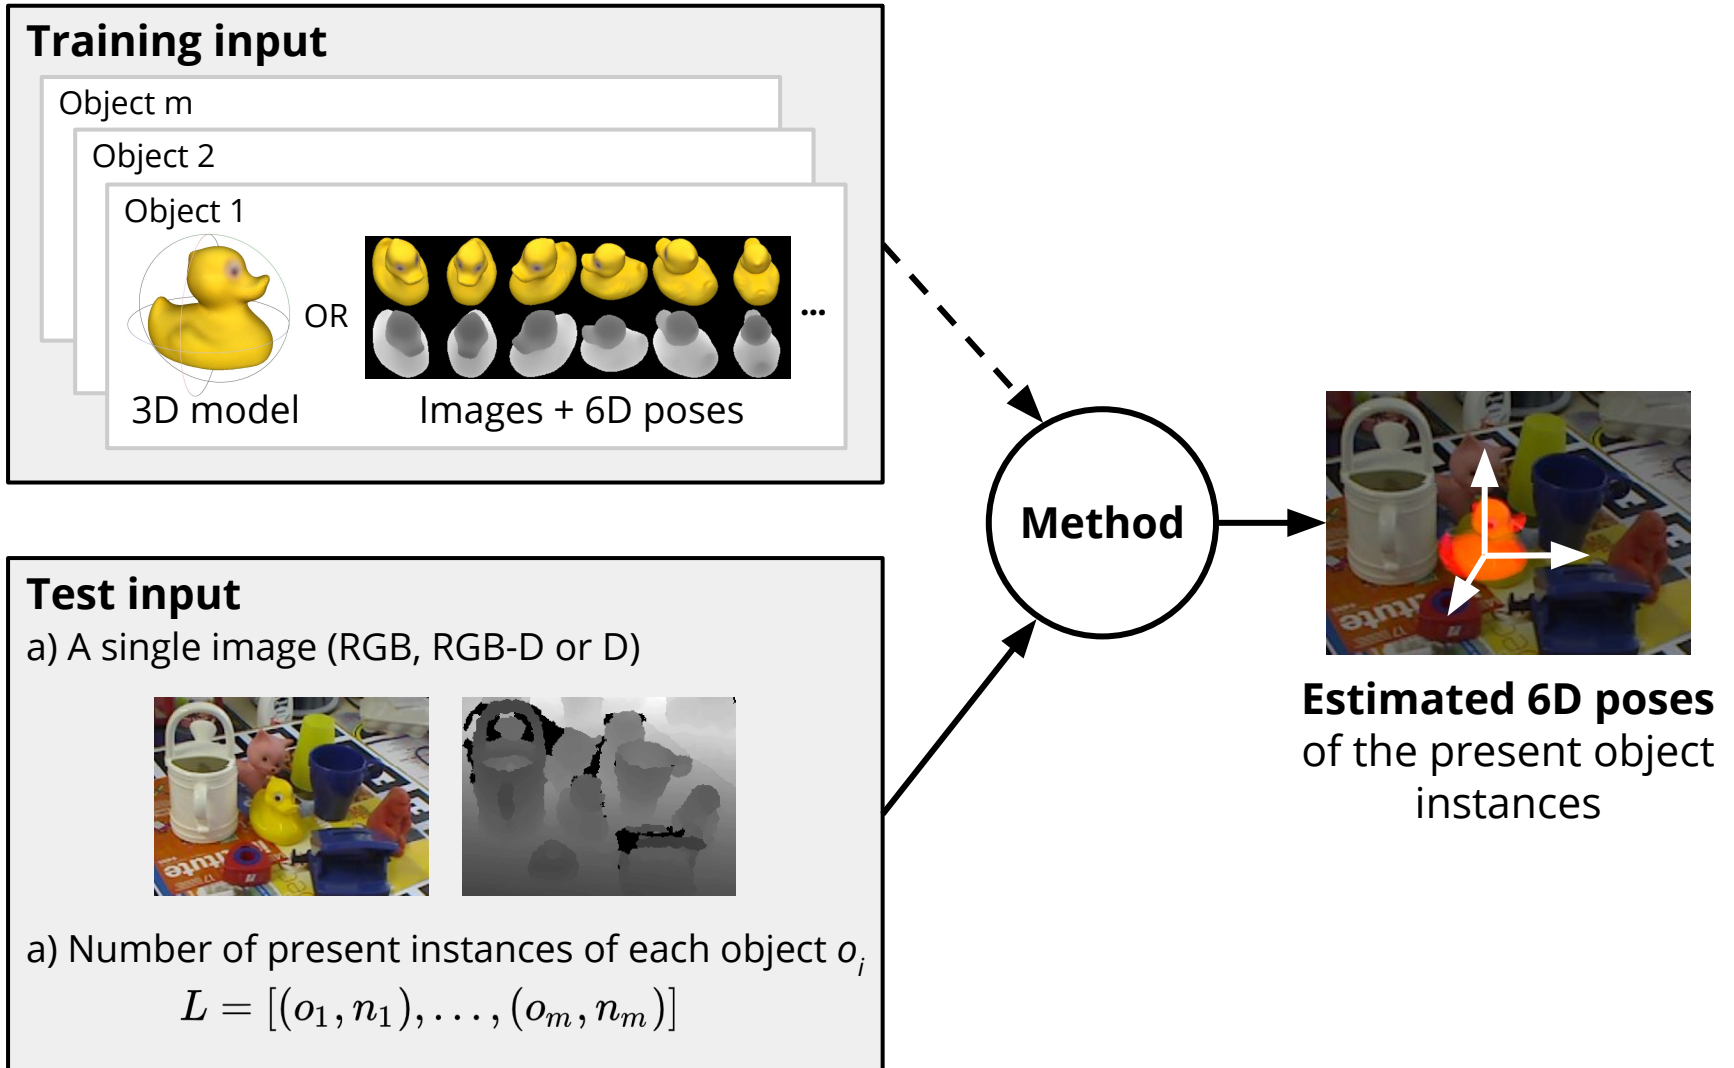 Training input
Object m
Object 2
Object 1
OR
...
3D model
Images + 6D poses
Method
Test input
a) A single image (RGB, RGB-D or D)
a) Number of present instances of each object o_i
L = [(o_1, n_1), ..., (o_m, n_m)]
Estimated 6D poses
of the present object
instances